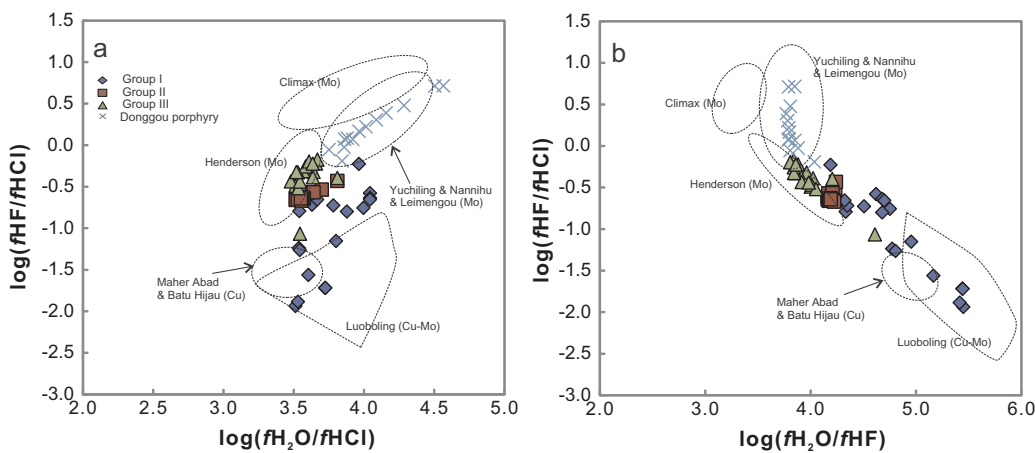 a
Group I
Group II
Group III
Donggou porphyry
Climax (Mo)
Henderson (Mo)
Yuchiling & Nannihu
& Leimengou (Mo)
Maher Abad
& Batu Hijau (Cu)
Luoboling (Cu-Mo)
1.5
1.0
0.5
0.0
-0.5
-1.0
-1.5
-2.0
-2.5
-3.0
2.0
2.5
3.0
3.5
4.0
4.5
5.0
log(fHF/fHCl)
log(fH₂O/fHCl)
b
Yuchiling & Nannihu
& Leimengou (Mo)
Climax (Mo)
Henderson (Mo)
Maher Abad
& Batu Hijau (Cu)
Luoboling (Cu-Mo)
1.5
1.0
0.5
0.0
-0.5
-1.0
-1.5
-2.0
-2.5
-3.0
2.0
3.0
4.0
5.0
6.0
log(fHF/fHCl)
log(fH₂O/fHF)